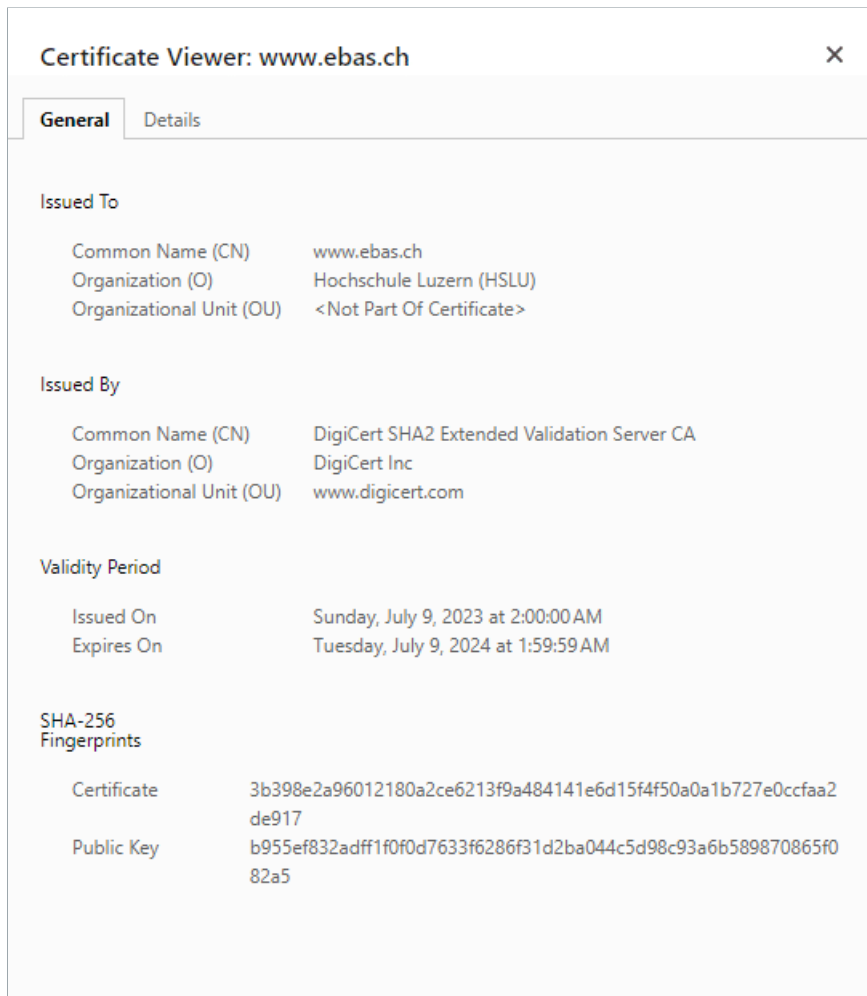 Certificate Viewer: www.ebas.ch
General Details
Issued To
Common Name (CN) www.ebas.ch
Organization (O) Hochschule Luzern (HSLU)
Organizational Unit (OU) <Not Part Of Certificate>
Issued By
Common Name (CN) DigiCert SHA2 Extended Validation Server CA
Organization (O) DigiCert Inc
Organizational Unit (OU) www.digicert.com
Validity Period
Issued On Sunday, July 9, 2023 at 2:00:00 AM
Expires On Tuesday, July 9, 2024 at 1:59:59 AM
SHA-256
Fingerprints
Certificate 3b398e2a96012180a2ce6213f9a484141e6d15f4f50a0a1b727e0ccfaa2
de917
Public Key b955ef832adff1f0f0d7633f6286f31d2ba044c5d98c93a6b589870865f0
82a5